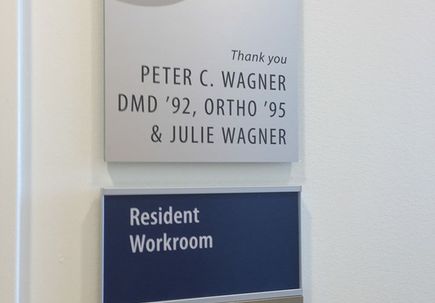 Thank you
PETER C. WAGNER
DMD ’92, ORTHO ’95
& JULIE WAGNER
Resident
Workroom